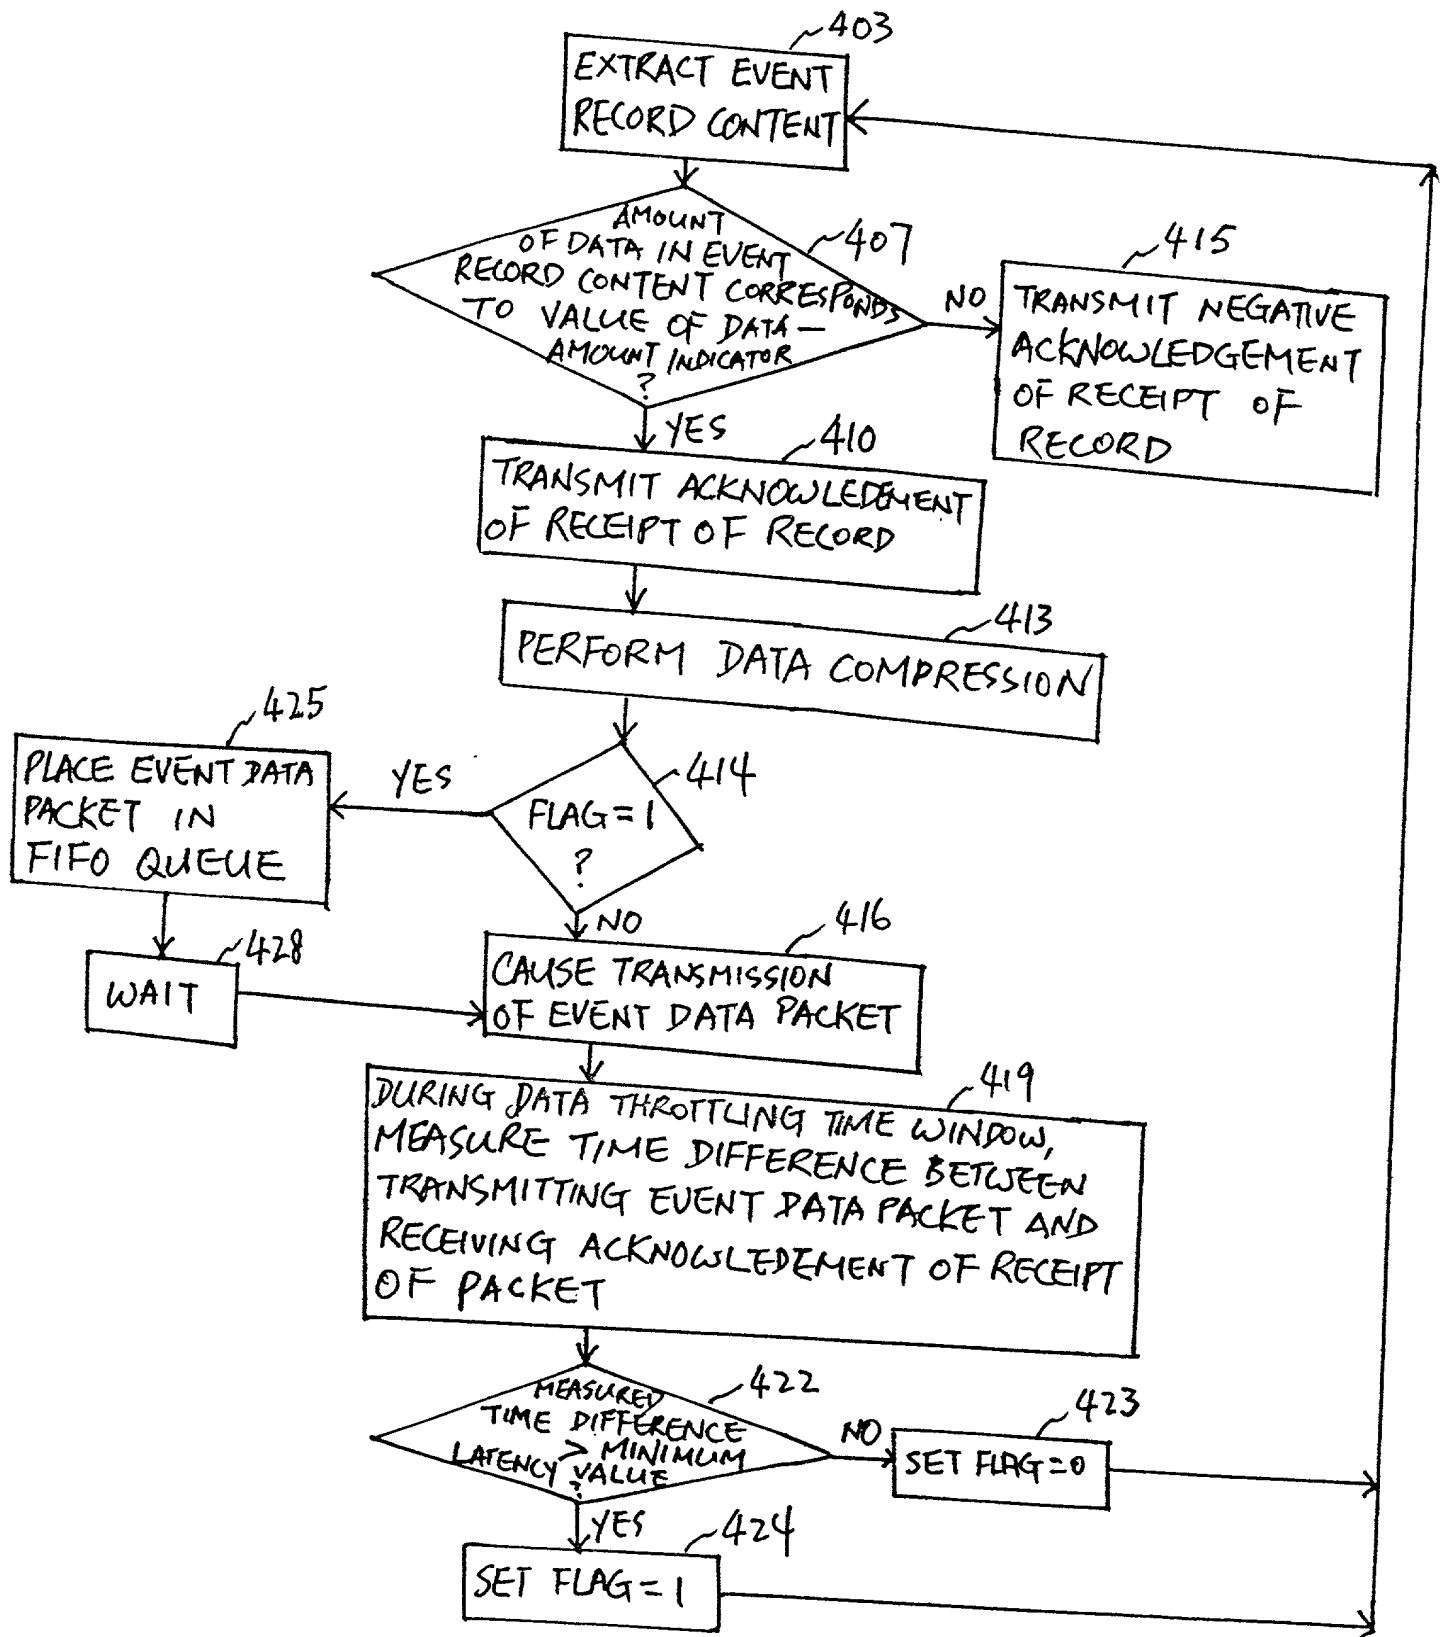 403
EXTRACT EVENT
RECORD CONTENT
407
AMOUNT
OF DATA IN EVENT
RECORD CONTENT CORRESPONDS
TO VALUE OF DATA—
AMOUNT INDICATOR
?
NO
415
TRANSMIT NEGATIVE
ACKNOWLEDGEMENT
OF RECEIPT OF
RECORD
YES
410
TRANSMIT ACKNOWLEDEMENT
OF RECEIPT OF RECORD
413
PERFORM DATA COMPRESSION
414
FLAG=1
?
YES
425
PLACE EVENT DATA
PACKET IN
FIFO QUEUE
428
WAIT
NO
416
CAUSE TRANSMISSION
OF EVENT DATA PACKET
419
DURING DATA THROTTLING TIME WINDOW,
MEASURE TIME DIFFERENCE BETWEEN
TRANSMITTING EVENT DATA PACKET AND
RECEIVING ACKNOWLEDEMENT OF RECEIPT
OF PACKET
422
MEASURED
TIME DIFFERENCE
> MINIMUM
LATENCY VALUE
?
NO
423
SET FLAG=0
YES
424
SET FLAG=1